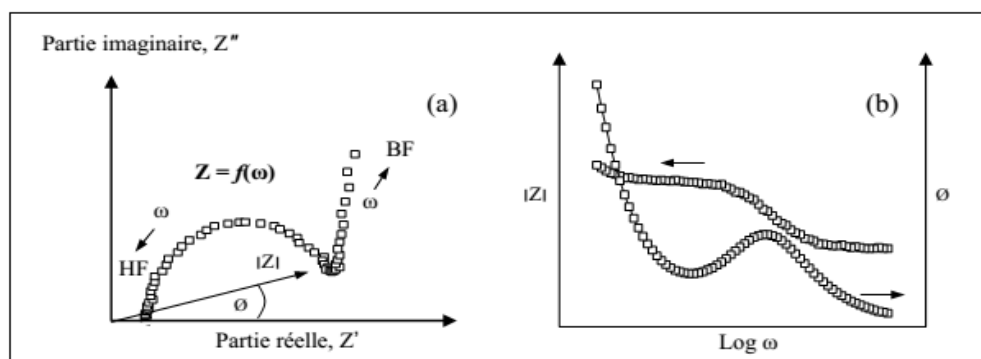 Partie imaginaire, Z"
(a)
Z = f(ω)
BF
ω
ω
HF
|Z|
Ø
Partie réelle, Z'
(b)
|Z|
Ø
Log ω